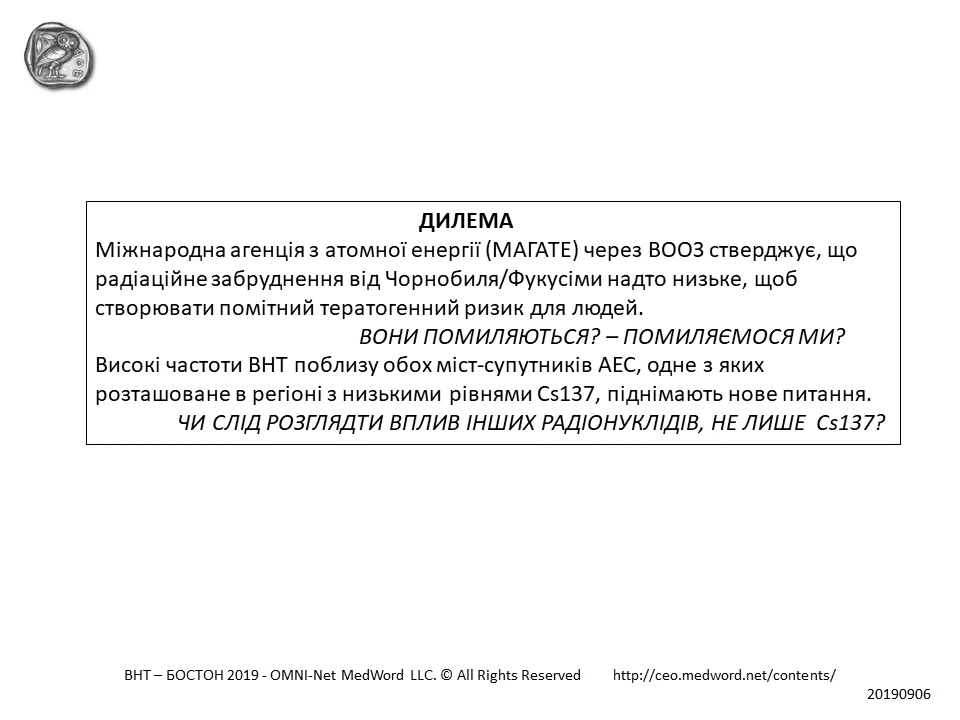 ДИЛЕМА
Міжнародна агенція з атомної енергії (МАГАТЕ) через ВООЗ стверджує, що
радіаційне забруднення від Чорнобиля/Фукусіми надто низьке, щоб
створювати помітний тератогенний ризик для людей.
ВОНИ ПОМИЛЯЮТЬСЯ? – ПОМИЛЯЄМОСЯ МИ?
Високі частоти ВНТ поблизу обох міст-супутників АЕС, одне з яких
розташоване в регіоні з низькими рівнями Cs137, піднімають нове питання.
ЧИ СЛІД РОЗГЛЯДТИ ВПЛИВ ІНШИХ РАДІОНУКЛІДІВ, НЕ ЛИШЕ Cs137?
ВНТ – БОСТОН 2019 - OMNI-Net MedWord LLC. © All Rights Reserved http://ceo.medword.net/contents/
20190906